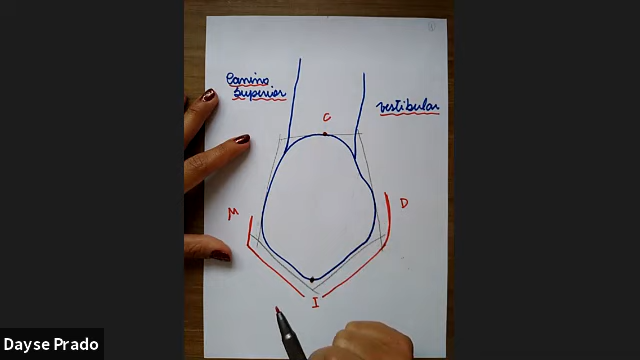 Canino
Superior
Vestibular
C
M
D
I
Dayse Prado